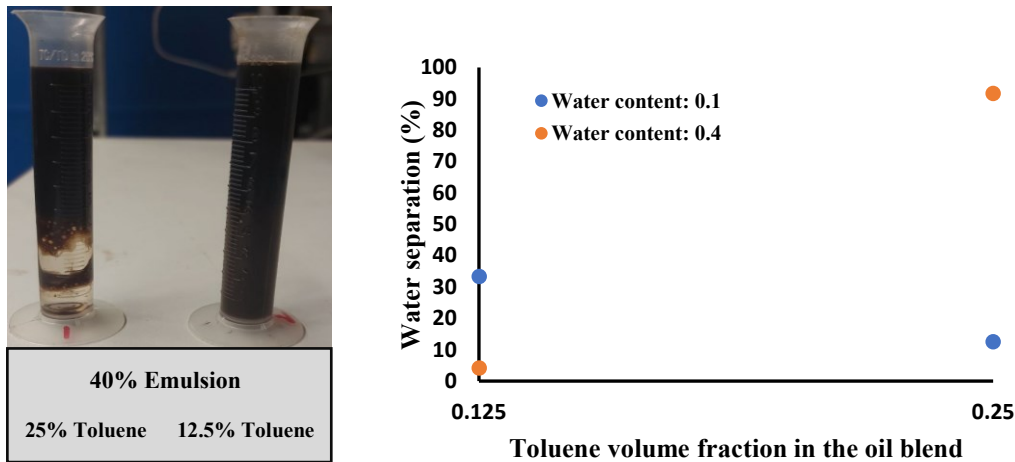 40% Emulsion
25% Toluene 12.5% Toluene
Water separation (%)
100
90
80
70
60
50
40
30
20
10
0
Water content: 0.1
Water content: 0.4
0.125
0.25
Toluene volume fraction in the oil blend